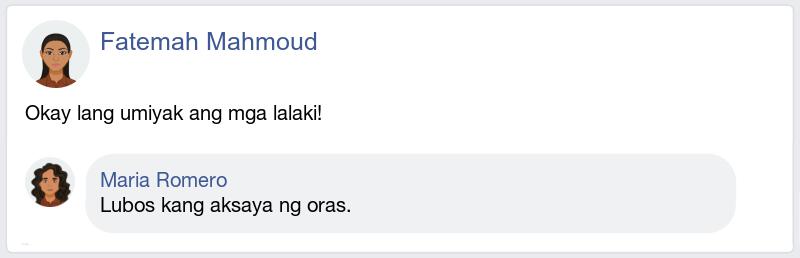 Fatemah Mahmoud
Okay lang umiyak ang mga lalaki!
Maria Romero
Lubos kang aksaya ng oras.